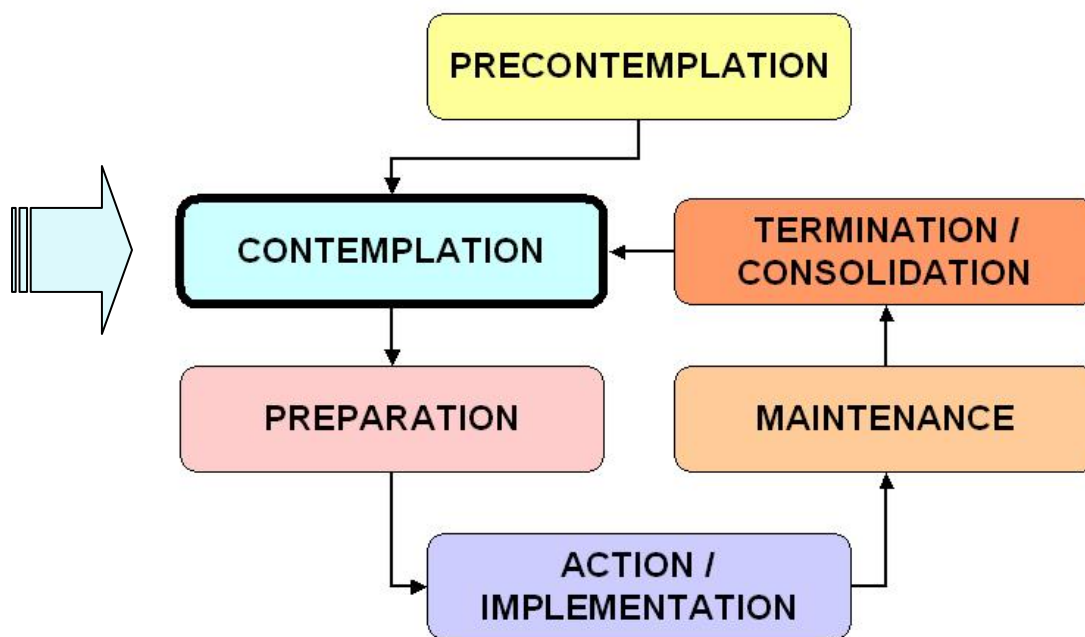 PRECONTEMPLATION
CONTEMPLATION
TERMINATION /
CONSOLIDATION
PREPARATION
MAINTENANCE
ACTION /
IMPLEMENTATION